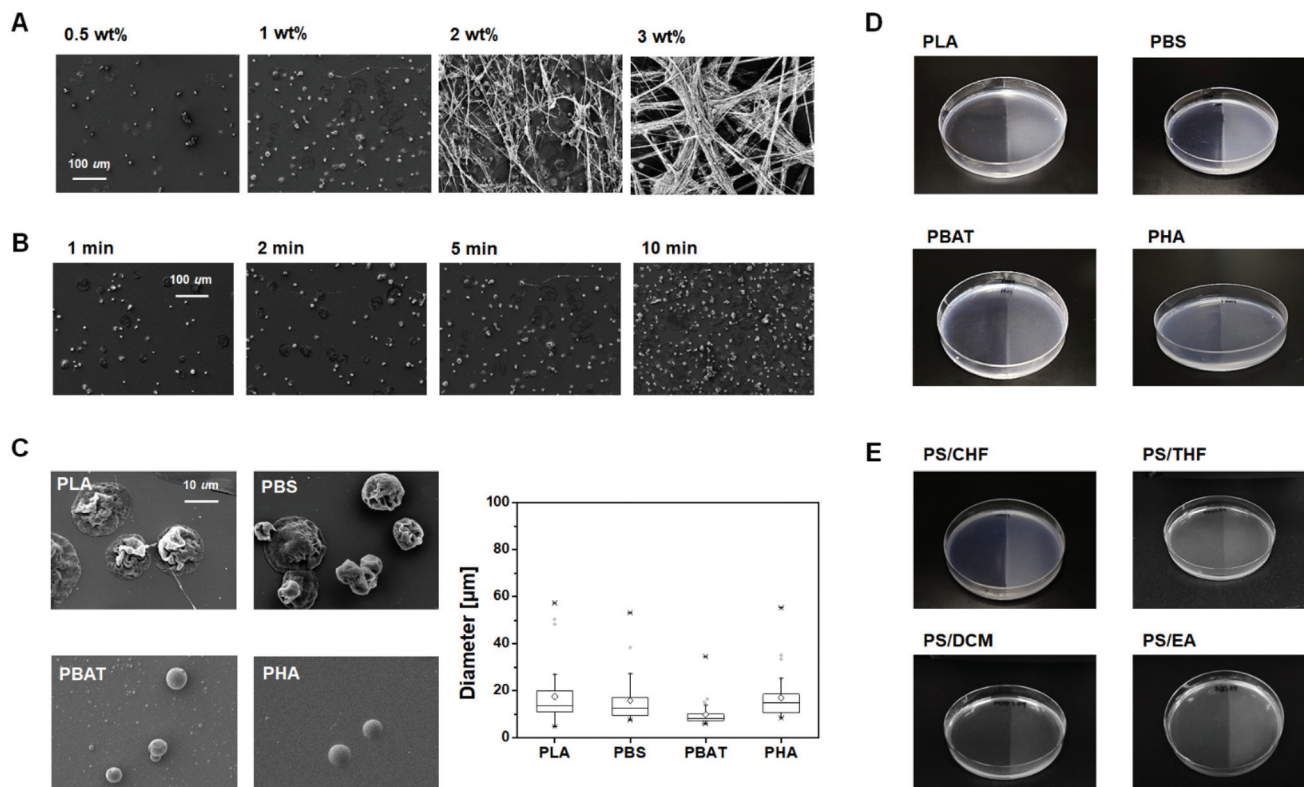 A
0.5 wt%
1 wt%
2 wt%
3 wt%
100 um
B
1 min
2 min
5 min
10 min
100 um
C
PLA
10 um
PBS
PBAT
PHA
100
80
60
40
20
0
Diameter [µm]
PLA
PBS
PBAT
PHA
D
PLA
PBS
PBAT
PHA
E
PS/CHF
PS/THF
PS/DCM
PS/EA